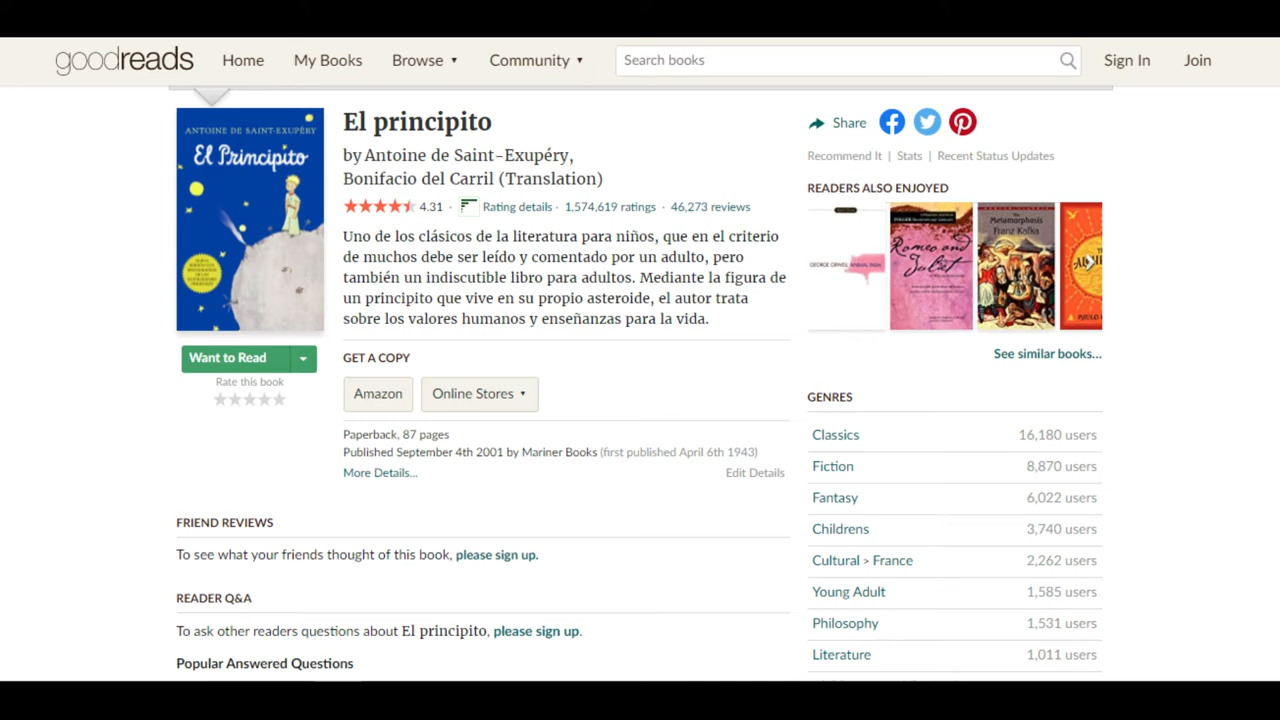 goodreads Home My Books Browse ▾ Community ▾ Search books Sign In Join
ANTOINE DE SAINT-EXUPÉRY
El Principito
El principito
by Antoine de Saint-Exupéry,
Bonifacio del Carril (Translation)
4.31 · Rating details · 1,574,619 ratings · 46,273 reviews
Uno de los clásicos de la literatura para niños, que en el criterio
de muchos debe ser leído y comentado por un adulto, pero
también un indiscutible libro para adultos. Mediante la figura de
un principito que vive en su propio asteroide, el autor trata
sobre los valores humanos y enseñanzas para la vida.
Want to Read
Rate this book
GET A COPY
Amazon Online Stores ▾
Paperback, 87 pages
Published September 4th 2001 by Mariner Books (first published April 6th 1943)
More Details... Edit Details
FRIEND REVIEWS
To see what your friends thought of this book, please sign up.
READER Q&A
To ask other readers questions about El principito, please sign up.
Popular Answered Questions
Share
Recommend It | Stats | Recent Status Updates
READERS ALSO ENJOYED
GEORGE ORWELL ANIMAL FARM
Romeo and
Juliet
The
Metamorphosis
Franz Kafka
See similar books...
GENRES
Classics 16,180 users
Fiction 8,870 users
Fantasy 6,022 users
Childrens 3,740 users
Cultural > France 2,262 users
Young Adult 1,585 users
Philosophy 1,531 users
Literature 1,011 users